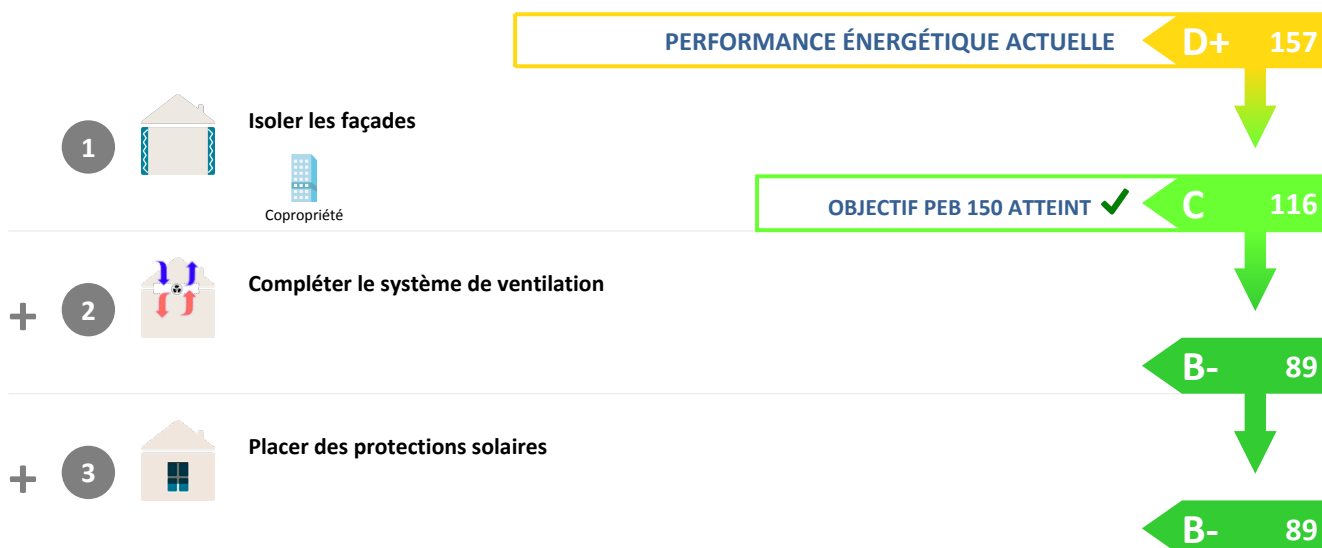 PERFORMANCE ÉNERGÉTIQUE ACTUELLE D+ 157
1 Isoler les façades
Copropriété
OBJECTIF PEB 150 ATTEINT ✔ C 116
+ 2 Compléter le système de ventilation
B- 89
+ 3 Placer des protections solaires
B- 89